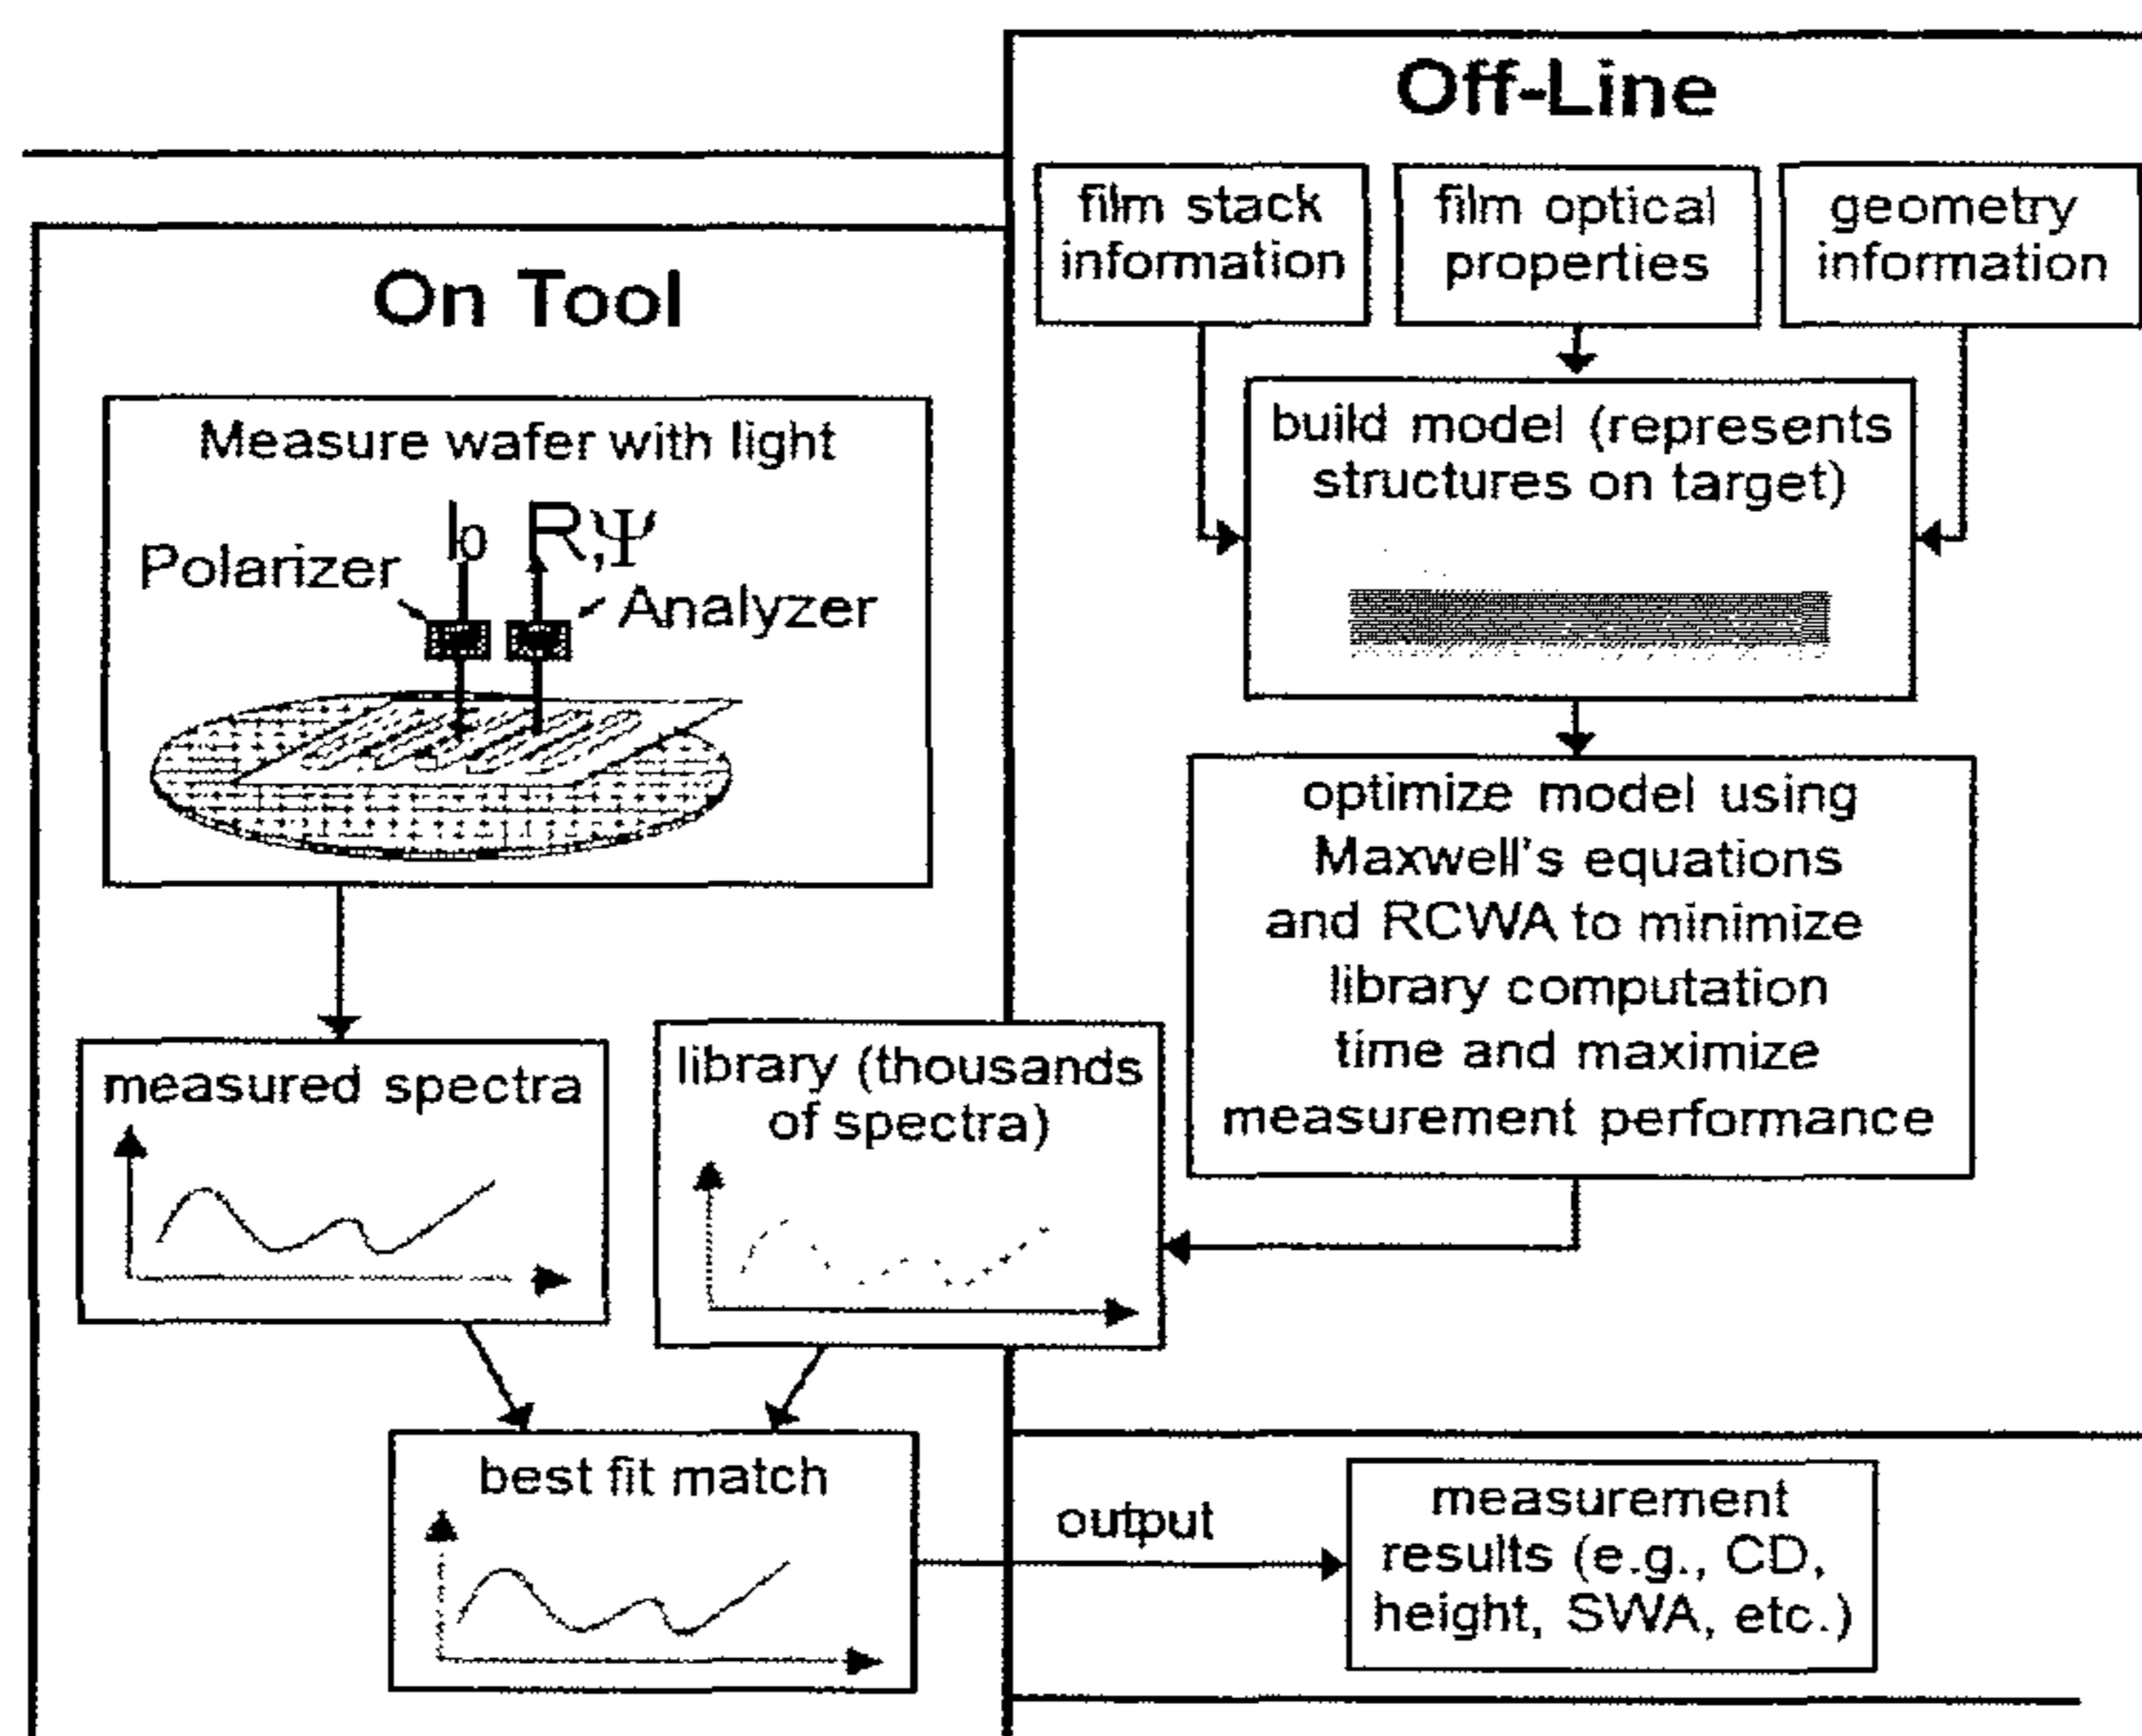 Off-Line
film stack
information
film optical
properties
geometry
information
build model (represents
structures on target)
optimize model using
Maxwell's equations
and RCWA to minimize
library computation
time and maximize
measurement performance
On Tool
Measure wafer with light
I₀ R,Ψ
Polarizer
Analyzer
measured spectra
library (thousands
of spectra)
best fit match
output
measurement
results (e.g., CD,
height, SWA, etc.)